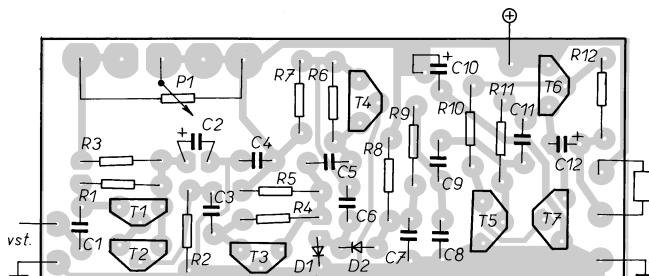 ⊕
R7 R6 C10 + R12
P1 T4 R11 T6
R9 R10 C11
+ C2 C4 +
R3 C5 R8 C9 C12
R1 R5
T1 C3 C6
vst. C1 R4 T5 T7
T2 R2 T3 D1 D2 C7 C8